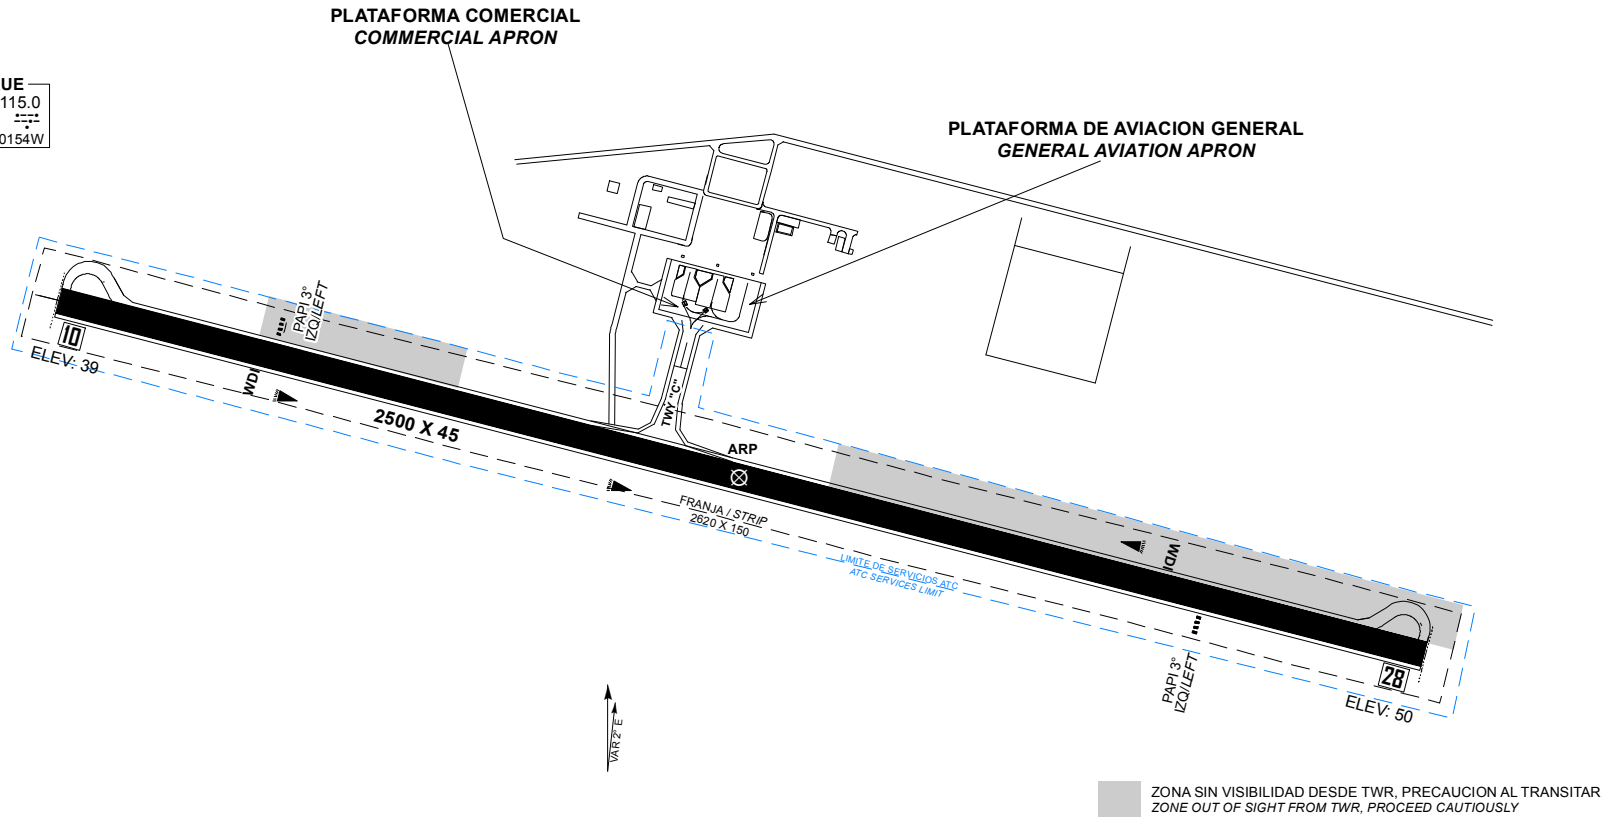 PLATAFORMA COMERCIAL
COMMERCIAL APRON
UE
115.0
0154W
PLATAFORMA DE AVIACION GENERAL
GENERAL AVIATION APRON
PAPI 3°
IZQ/LEFT
10
ELEV: 39
WDI
2500 X 45
TWY "C"
ARP
FRANJA / STRIP
2620 X 150
LIMITE DE SERVICIOS ATC
ATC SERVICES LIMIT
WDI
PAPI 3°
IZQ/LEFT
28
ELEV: 50
VAR 2° E
ZONA SIN VISIBILIDAD DESDE TWR, PRECAUCION AL TRANSITAR
ZONE OUT OF SIGHT FROM TWR, PROCEED CAUTIOUSLY